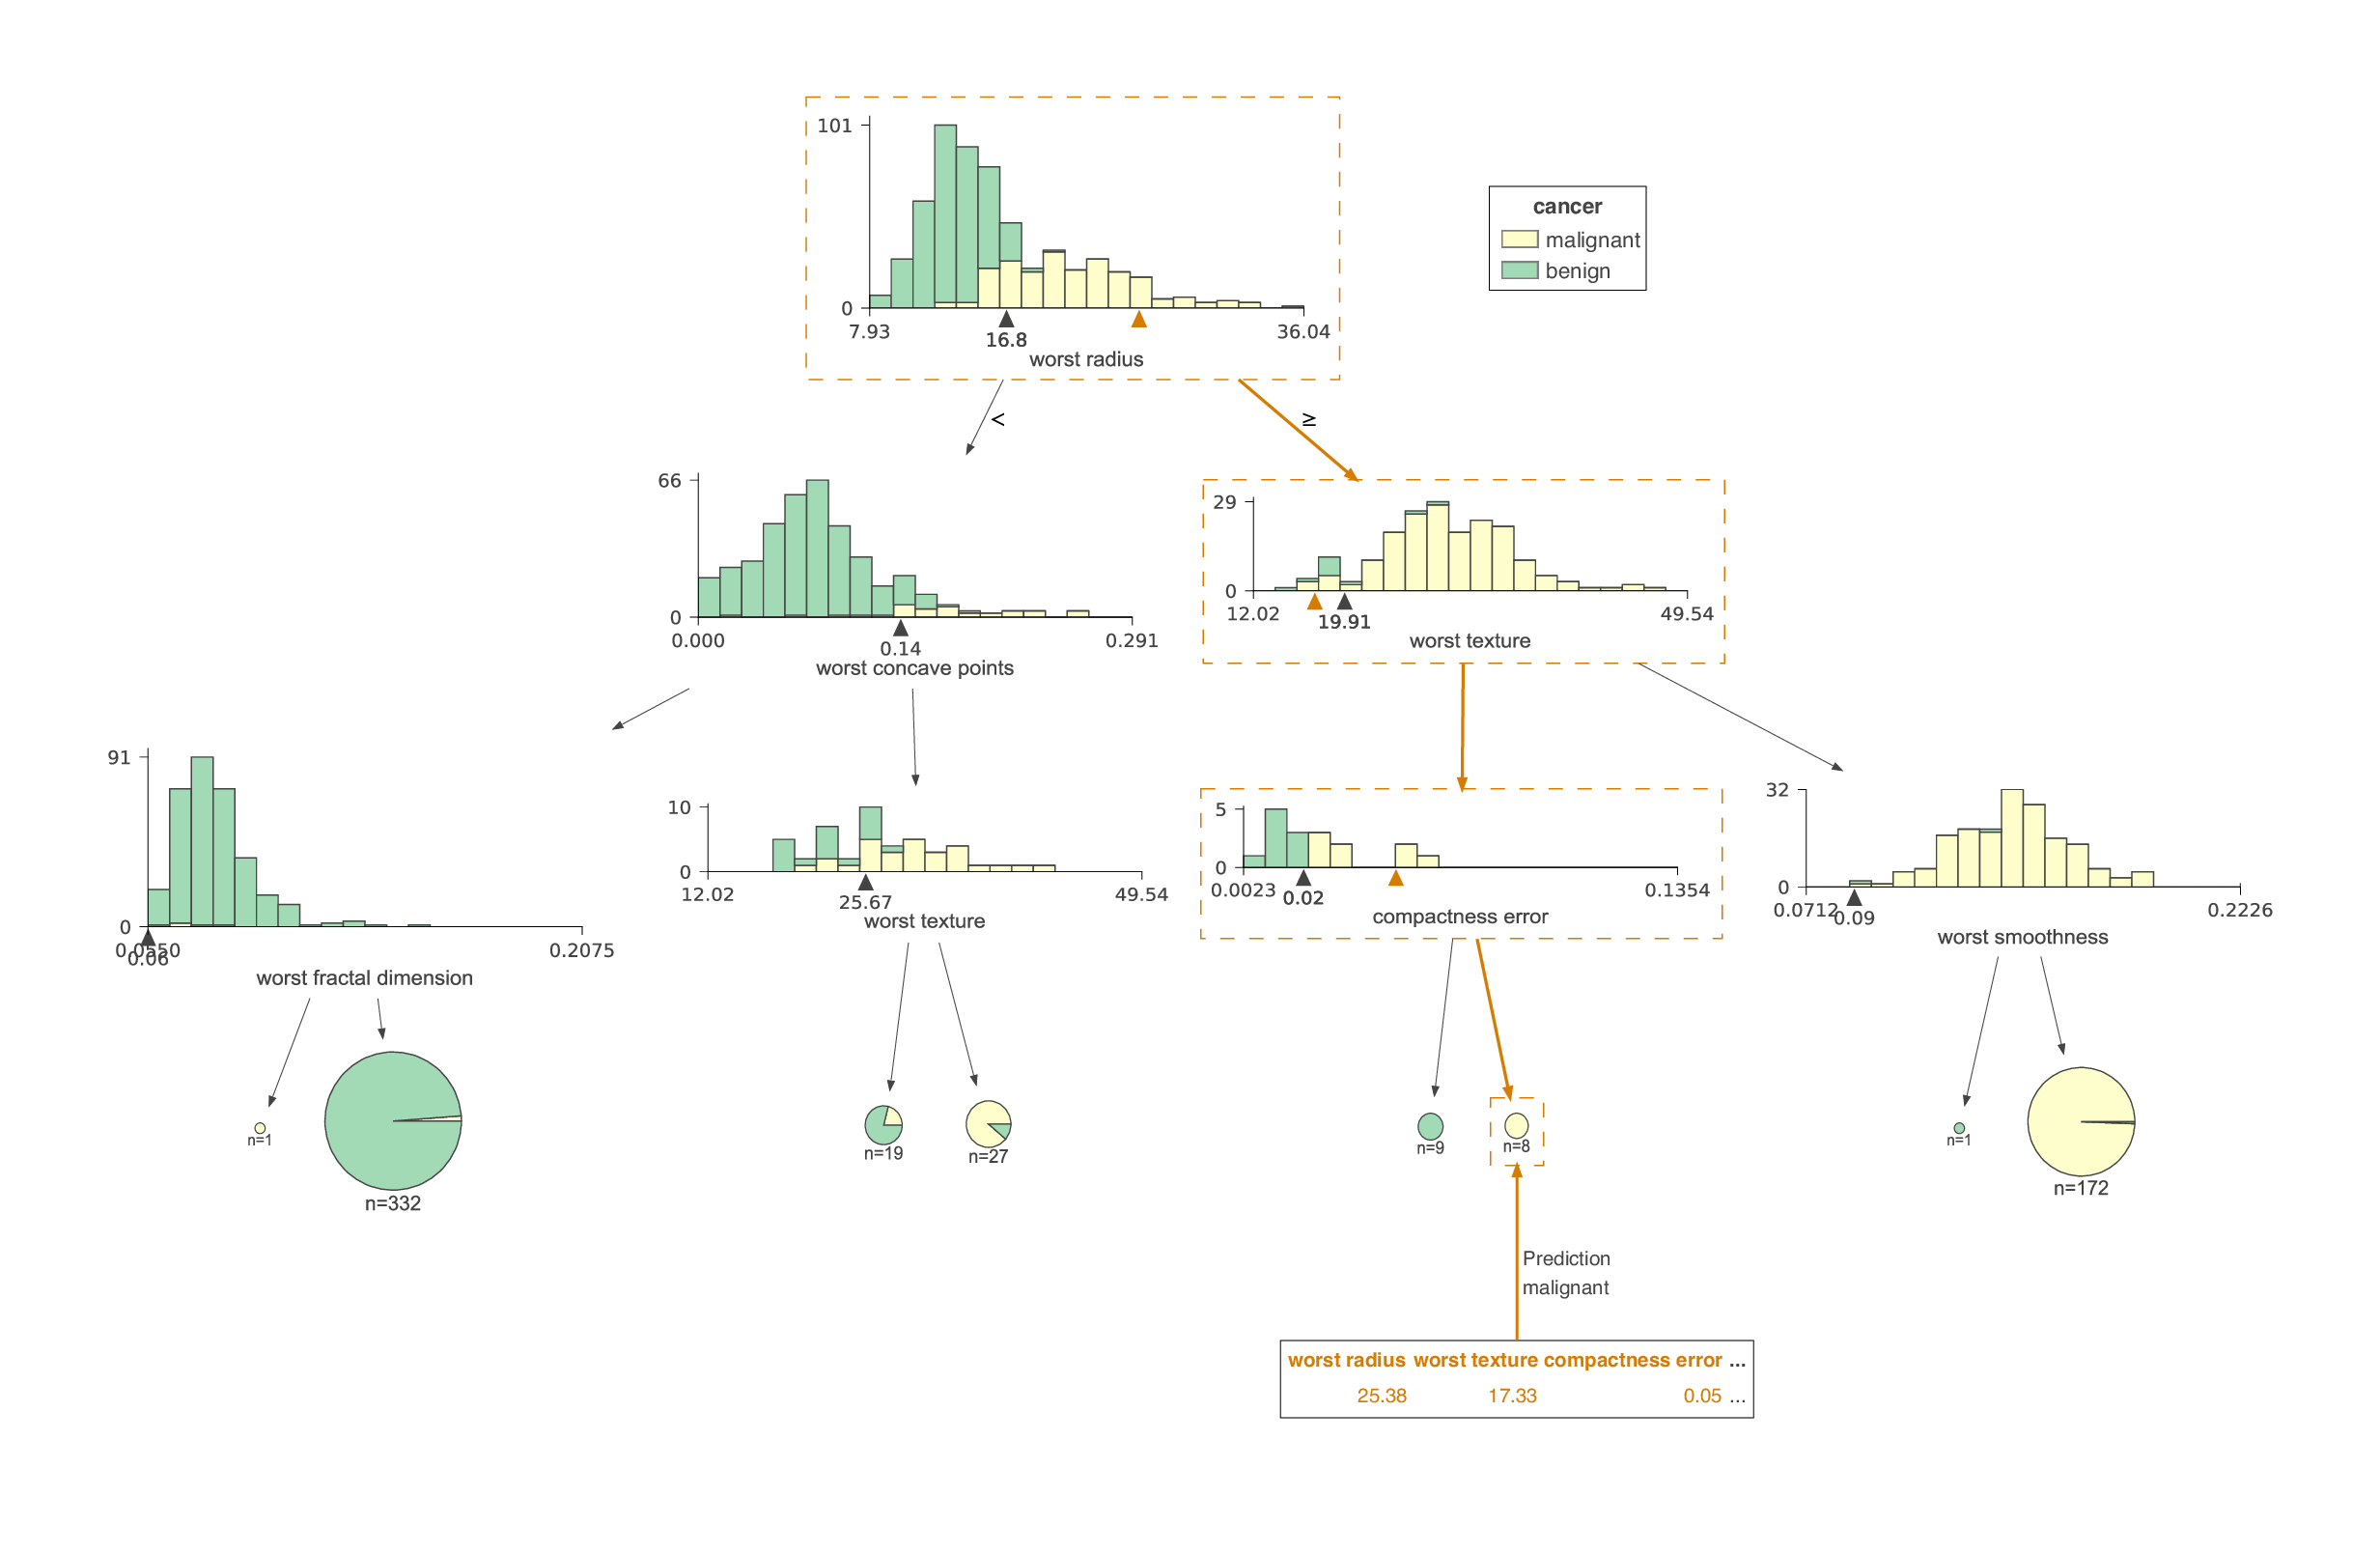 101
0
7.93
16.8
36.04
worst radius
cancer
malignant
benign
<
≥
66
0
0.000
0.14
0.291
worst concave points
29
0
12.02
19.91
49.54
worst texture
91
0
0.0550
0.06
0.2075
worst fractal dimension
10
0
12.02
25.67
49.54
worst texture
5
0
0.0023
0.02
0.1354
compactness error
32
0
0.0712
0.09
0.2226
worst smoothness
n=1
n=332
n=19
n=27
n=9
n=8
n=1
n=172
Prediction
malignant
worst radius worst texture compactness error ...
25.38 17.33 0.05 ...